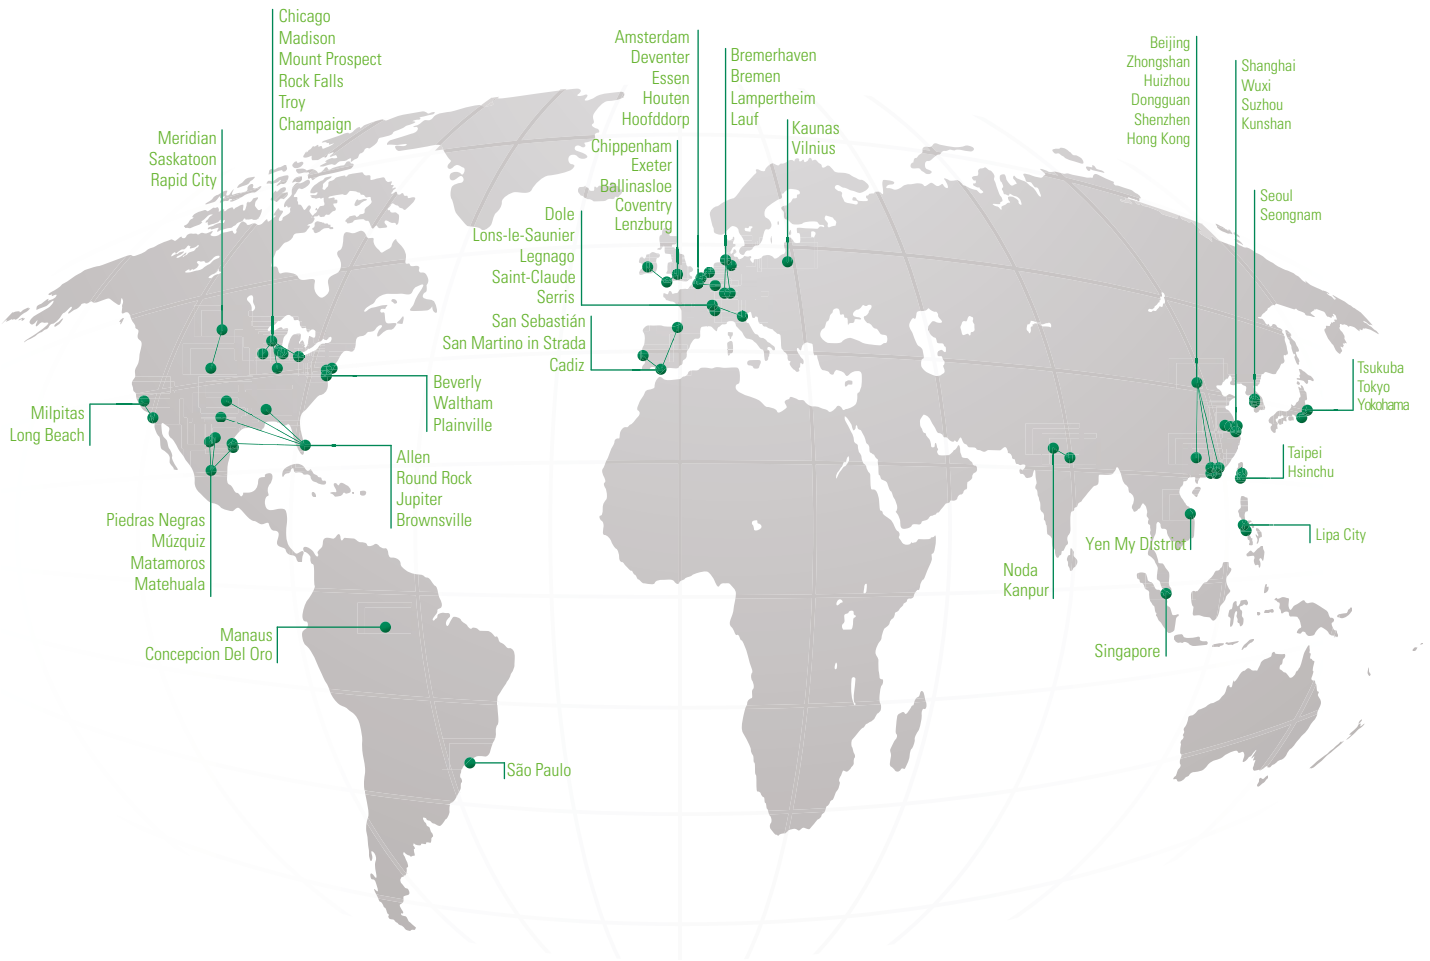 Chicago
Madison
Mount Prospect
Rock Falls
Troy
Champaign
Meridian
Saskatoon
Rapid City
Amsterdam
Deventer
Essen
Houten
Hoofddorp
Bremerhaven
Bremen
Lampertheim
Lauf
Kaunas
Vilnius
Chippenham
Exeter
Ballinasloe
Coventry
Lenzburg
Dole
Lons-le-Saunier
Legnago
Saint-Claude
Serris
San Sebastián
San Martino in Strada
Cadiz
Beijing
Zhongshan
Huizhou
Dongguan
Shenzhen
Hong Kong
Shanghai
Wuxi
Suzhou
Kunshan
Seoul
Seongnam
Tsukuba
Tokyo
Yokohama
Taipei
Hsinchu
Lipa City
Yen My District
Noda
Kanpur
Singapore
Milpitas
Long Beach
Beverly
Waltham
Plainville
Allen
Round Rock
Jupiter
Brownsville
Piedras Negras
Múzquiz
Matamoros
Matehuala
Manaus
Concepcion Del Oro
São Paulo